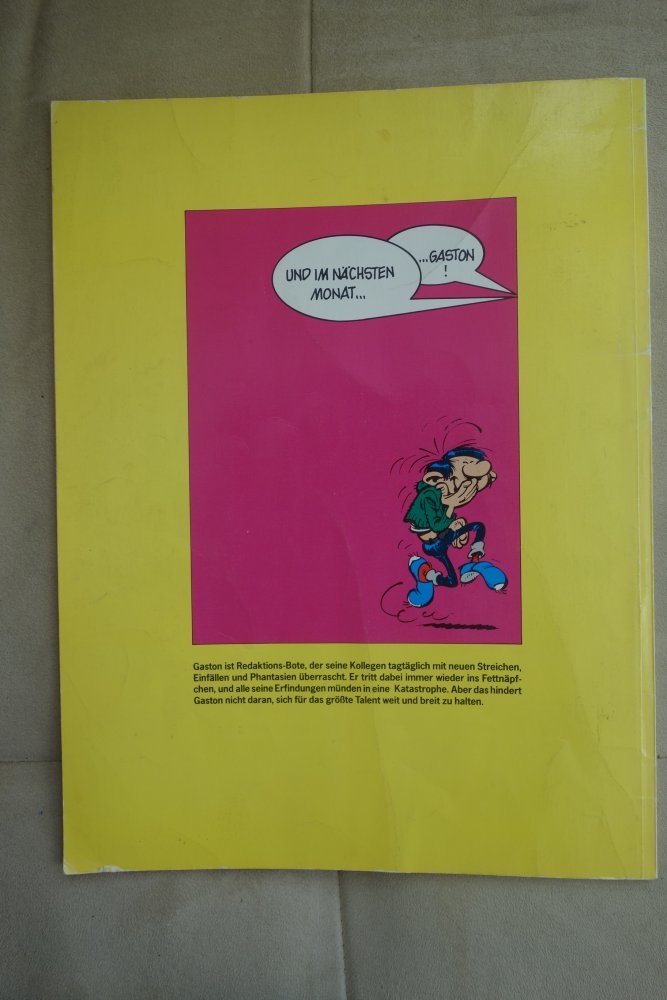 UND IM NÄCHSTEN
MONAT...
...GASTON
!
Gaston ist Redaktions-Bote, der seine Kollegen tagtäglich mit neuen Streichen,
Einfällen und Phantasien überrascht. Er tritt dabei immer wieder ins Fettnäpf-
chen, und alle seine Erfindungen münden in eine Katastrophe. Aber das hindert
Gaston nicht daran, sich für das größte Talent weit und breit zu halten.